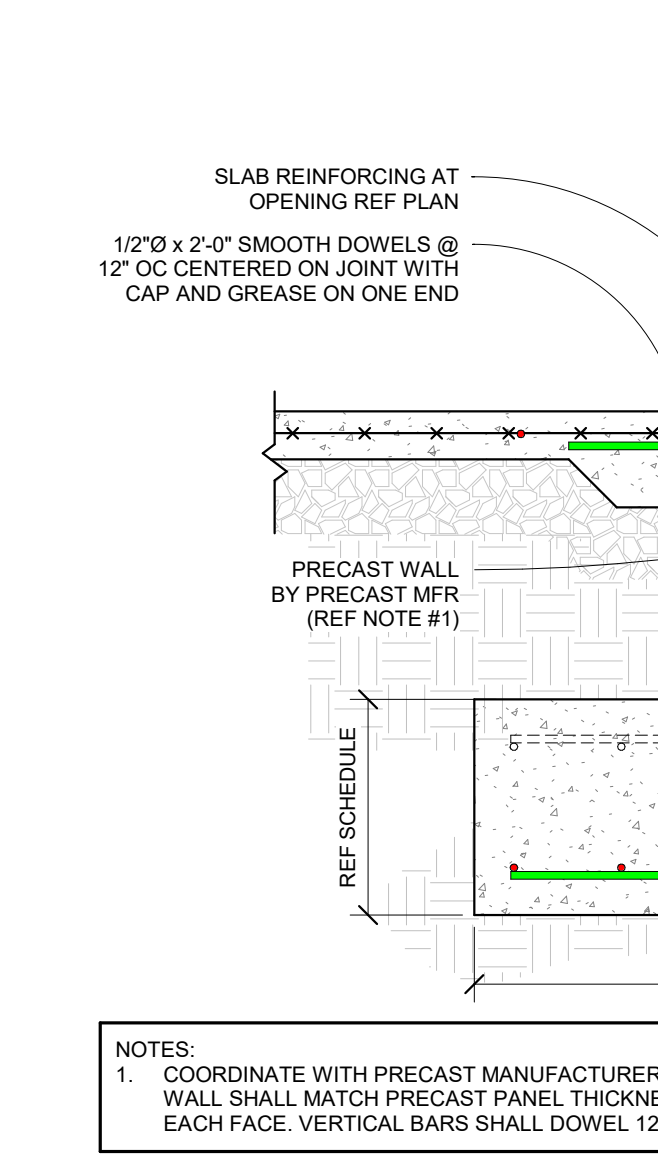 SLAB REINFORCING AT
OPENING REF PLAN
1/2"Ø x 2'-0" SMOOTH DOWELS @
12" OC CENTERED ON JOINT WITH
CAP AND GREASE ON ONE END
PRECAST WALL
BY PRECAST MFR
(REF NOTE #1)
REF SCHEDULE
NOTES:
1. COORDINATE WITH PRECAST MANUFACTURER
WALL SHALL MATCH PRECAST PANEL THICKNE
EACH FACE. VERTICAL BARS SHALL DOWEL 12